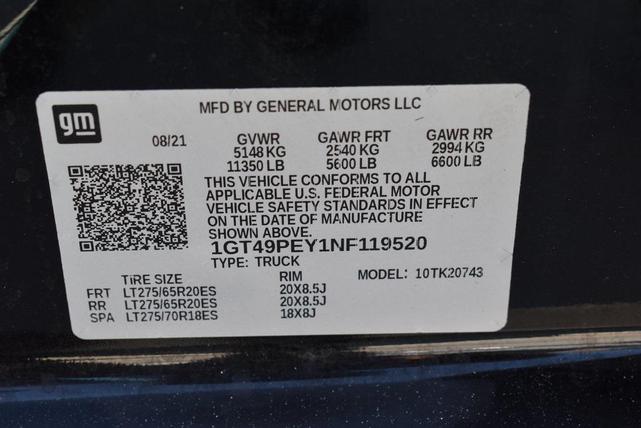 gm
MFD BY GENERAL MOTORS LLC
08/21 GVWR GAWR FRT GAWR RR
5148 KG 2540 KG 2994 KG
11350 LB 5600 LB 6600 LB
THIS VEHICLE CONFORMS TO ALL
APPLICABLE U.S. FEDERAL MOTOR
VEHICLE SAFETY STANDARDS IN EFFECT
ON THE DATE OF MANUFACTURE
SHOWN ABOVE.
1GT49PEY1NF119520
TYPE: TRUCK
TIRE SIZE RIM MODEL: 10TK20743
FRT LT275/65R20ES 20X8.5J
RR LT275/65R20ES 20X8.5J
SPA LT275/70R18ES 18X8J